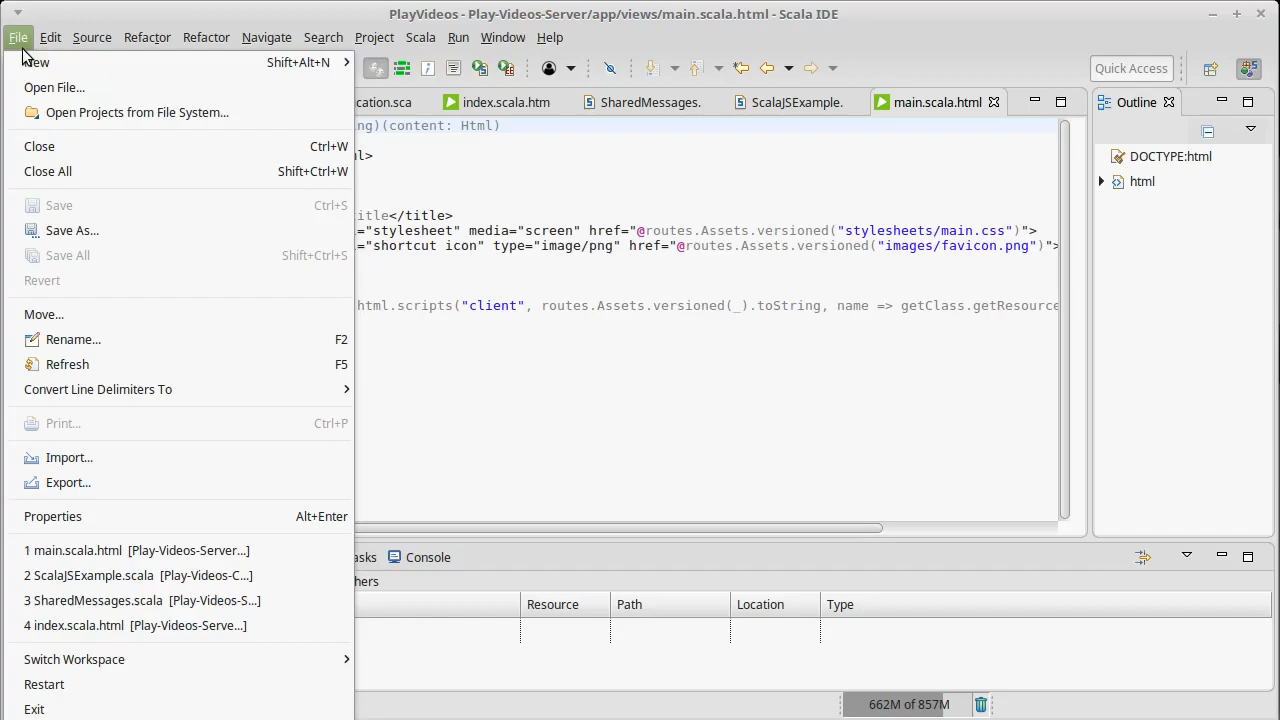 PlayVideos - Play-Videos-Server/app/views/main.scala.html - Scala IDE
File Edit Source Refactor Refactor Navigate Search Project Scala Run Window Help
Shift+Alt+N
Quick Access
Open File...
Open Projects from File System...
cation.sca index.scala.htm SharedMessages. ScalaJSExample. main.scala.html Outline
ng)(content: Html)
Close Ctrl+W
l>
DOCTYPE:html
Close All Shift+Ctrl+W
html
Save Ctrl+S
title</title>
Save As...
="stylesheet" media="screen" href="@routes.Assets.versioned("stylesheets/main.css")">
="shortcut icon" type="image/png" href="@routes.Assets.versioned("images/favicon.png")">
Save All Shift+Ctrl+S
Revert
html.scripts("client", routes.Assets.versioned(_).toString, name => getClass.getResource
Move...
Rename... F2
Refresh F5
Convert Line Delimiters To
Print... Ctrl+P
Import...
Export...
Properties Alt+Enter
1 main.scala.html [Play-Videos-Server...]
asks Console
2 ScalaJSExample.scala [Play-Videos-C...]
hers
3 SharedMessages.scala [Play-Videos-S...]
Resource Path Location Type
4 index.scala.html [Play-Videos-Serve...]
Switch Workspace
Restart
Exit
662M of 857M